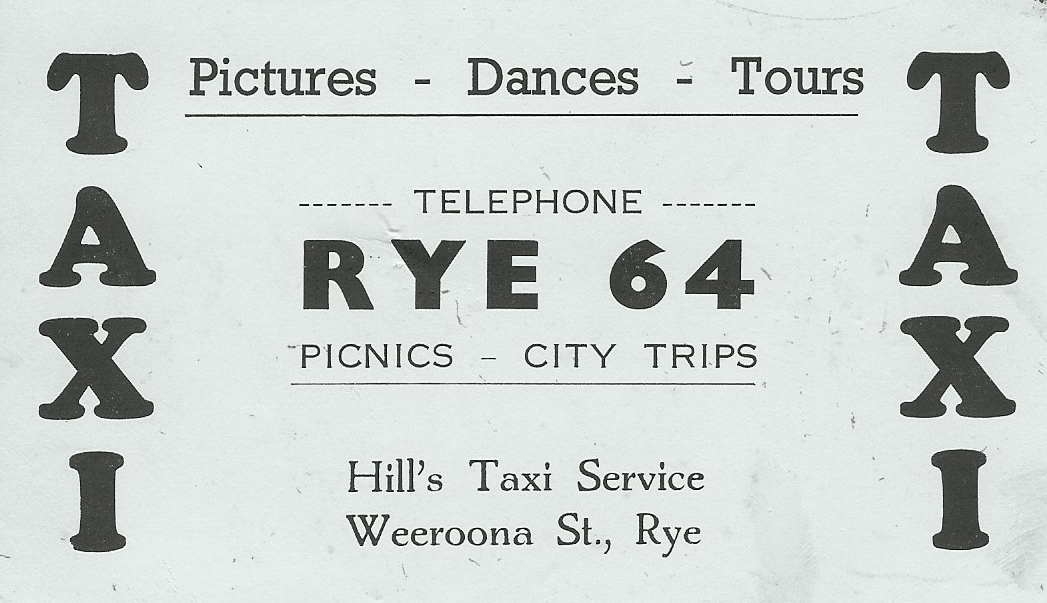 TAXI
Pictures - Dances - Tours
------- TELEPHONE -------
RYE 64
PICNICS - CITY TRIPS
Hill's Taxi Service
Weeroona St., Rye
TAXI